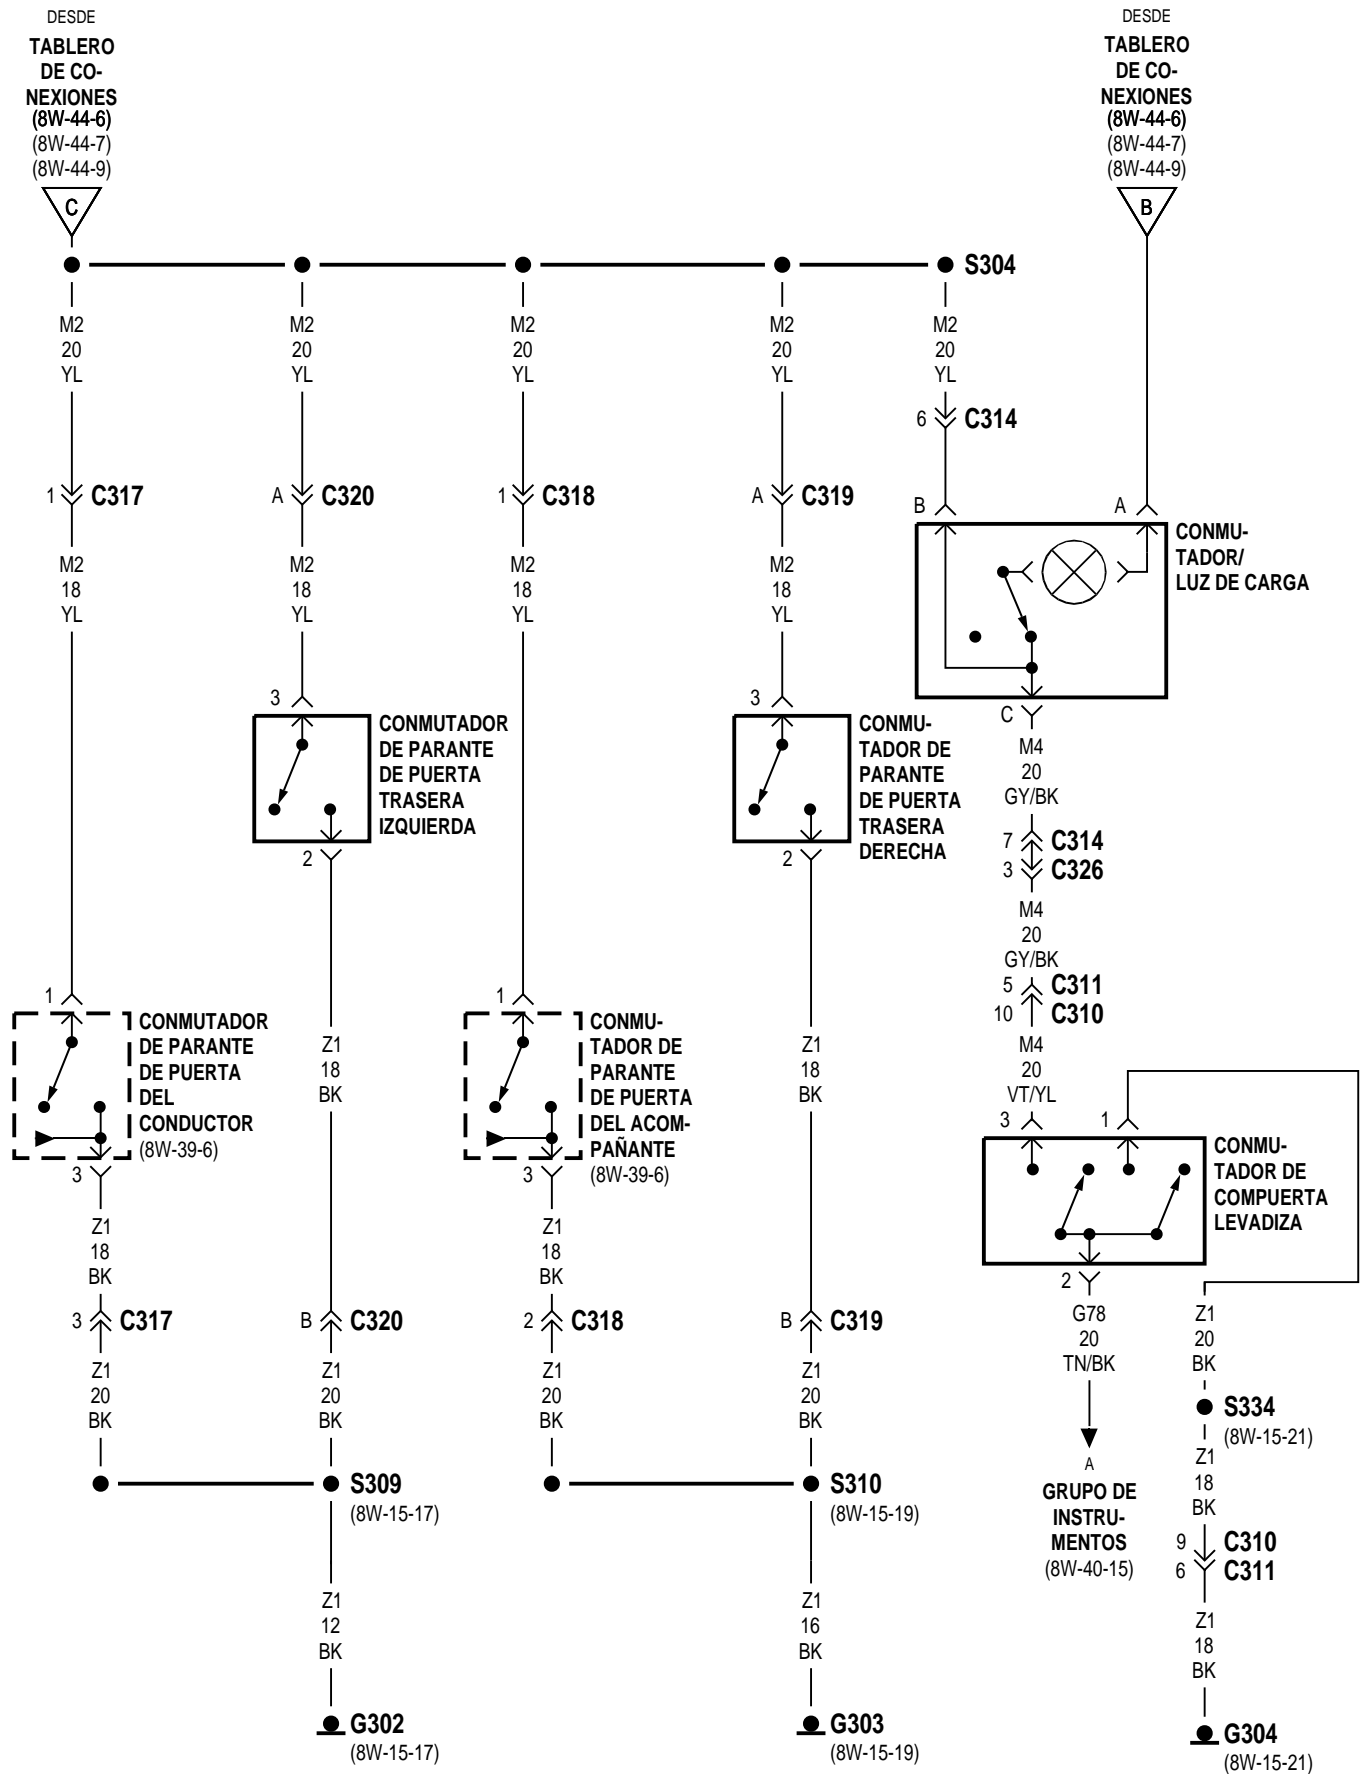 DESDE
TABLERO
DE CO-
NEXIONES
(8W-44-6)
(8W-44-7)
(8W-44-9)
C
DESDE
TABLERO
DE CO-
NEXIONES
(8W-44-6)
(8W-44-7)
(8W-44-9)
B
S304
M2
20
YL
M2
20
YL
M2
20
YL
M2
20
YL
M2
20
YL
6 C314
1 C317
A C320
1 C318
A C319
B
A
CONMU-
TADOR/
LUZ DE CARGA
M2
18
YL
M2
18
YL
M2
18
YL
M2
18
YL
3
CONMUTADOR
DE PARANTE
DE PUERTA
TRASERA
IZQUIERDA
2
3
CONMU-
TADOR DE
PARANTE
DE PUERTA
TRASERA
DERECHA
2
C
M4
20
GY/BK
7 C314
3 C326
M4
20
GY/BK
5 C311
10 C310
M4
20
VT/YL
1
CONMUTADOR
DE PARANTE
DE PUERTA
DEL
CONDUCTOR
(8W-39-6)
3
Z1
18
BK
1
CONMU-
TADOR DE
PARANTE
DE PUERTA
DEL ACOM-
PAÑANTE
(8W-39-6)
3
Z1
18
BK
3
1
CONMU-
TADOR DE
COMPUERTA
LEVADIZA
2
Z1
18
BK
Z1
18
BK
G78
20
TN/BK
Z1
20
BK
3 C317
B C320
2 C318
B C319
Z1
20
BK
Z1
20
BK
Z1
20
BK
Z1
20
BK
S334
(8W-15-21)
A
GRUPO DE
INSTRU-
MENTOS
(8W-40-15)
Z1
18
BK
S309
(8W-15-17)
S310
(8W-15-19)
9 C310
6 C311
Z1
12
BK
Z1
16
BK
Z1
18
BK
G302
(8W-15-17)
G303
(8W-15-19)
G304
(8W-15-21)